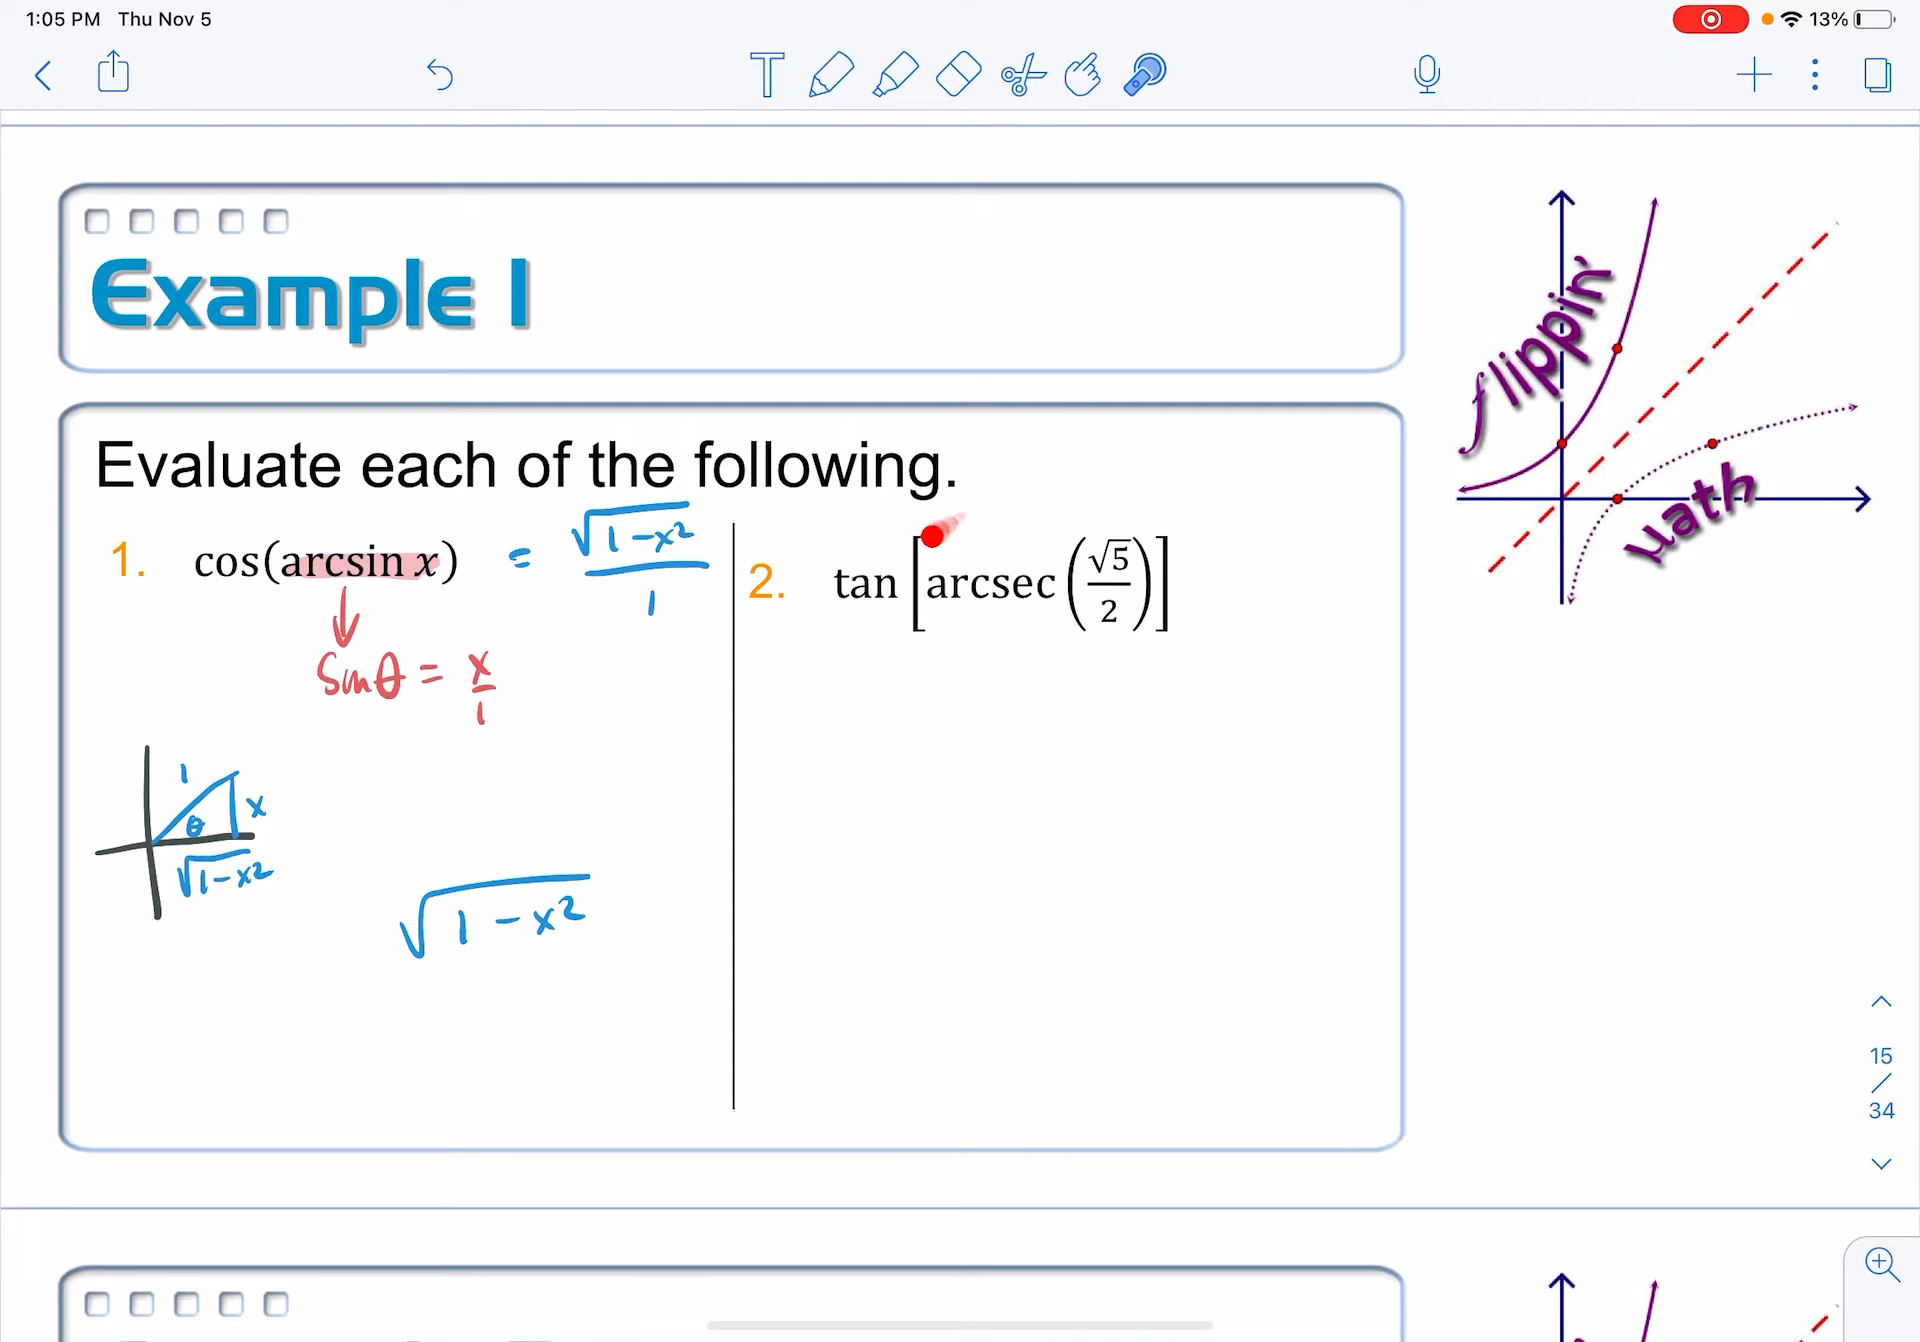 1:05 PM Thu Nov 5
13%
T
Example 1
flippin'
math
Evaluate each of the following.
1. cos(arcsin x) = √(1-x²)/1
sin θ = x/1
1
x
θ
√(1-x²)
√(1-x²)
2. tan [arcsec (√5/2)]
15
/
34